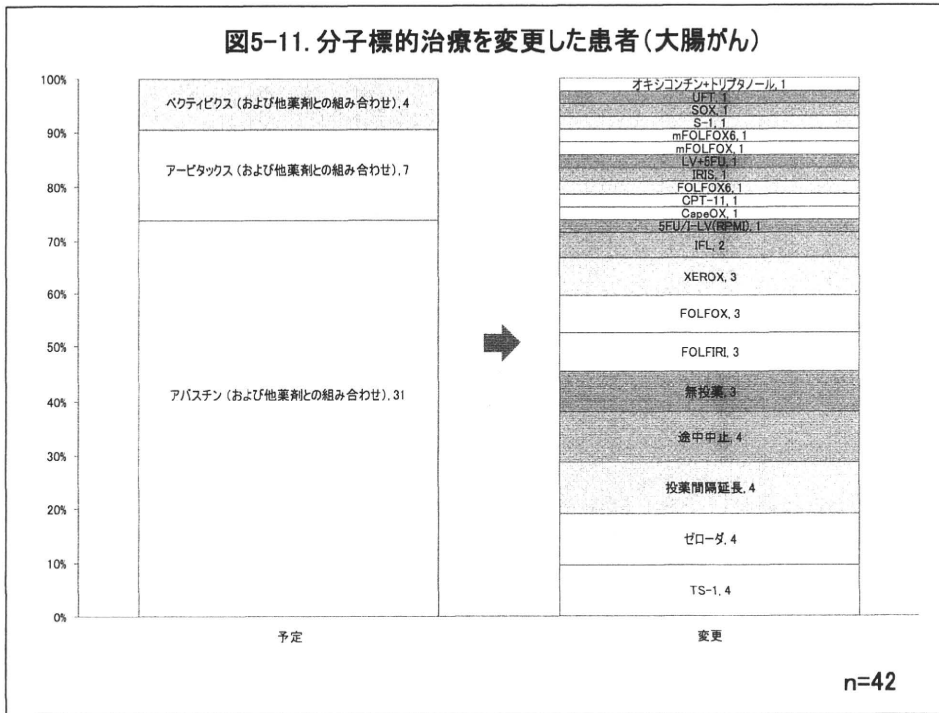 図5-11.分子標的治療を変更した患者(大腸がん)
100%
90%
80%
70%
60%
50%
40%
30%
20%
10%
0%
ベクティビクス (および他薬剤との組み合わせ), 4
アービタックス (および他薬剤との組み合わせ), 7
アバスチン (および他薬剤との組み合わせ), 31
予定
オキシコンチン+トリプタノール, 1
UFT, 1
SOX, 1
S-1, 1
mFOLFOX6, 1
mFOLFOX, 1
LV+5FU, 1
IRIS, 1
FOLFOX6, 1
CPT-11, 1
CapeOX, 1
5FU/l-LV(RPMI), 1
IFL, 2
XEROX, 3
FOLFOX, 3
FOLFIRI, 3
無投薬, 3
途中中止, 4
投薬間隔延長, 4
ゼローダ, 4
TS-1, 4
変更
n=42